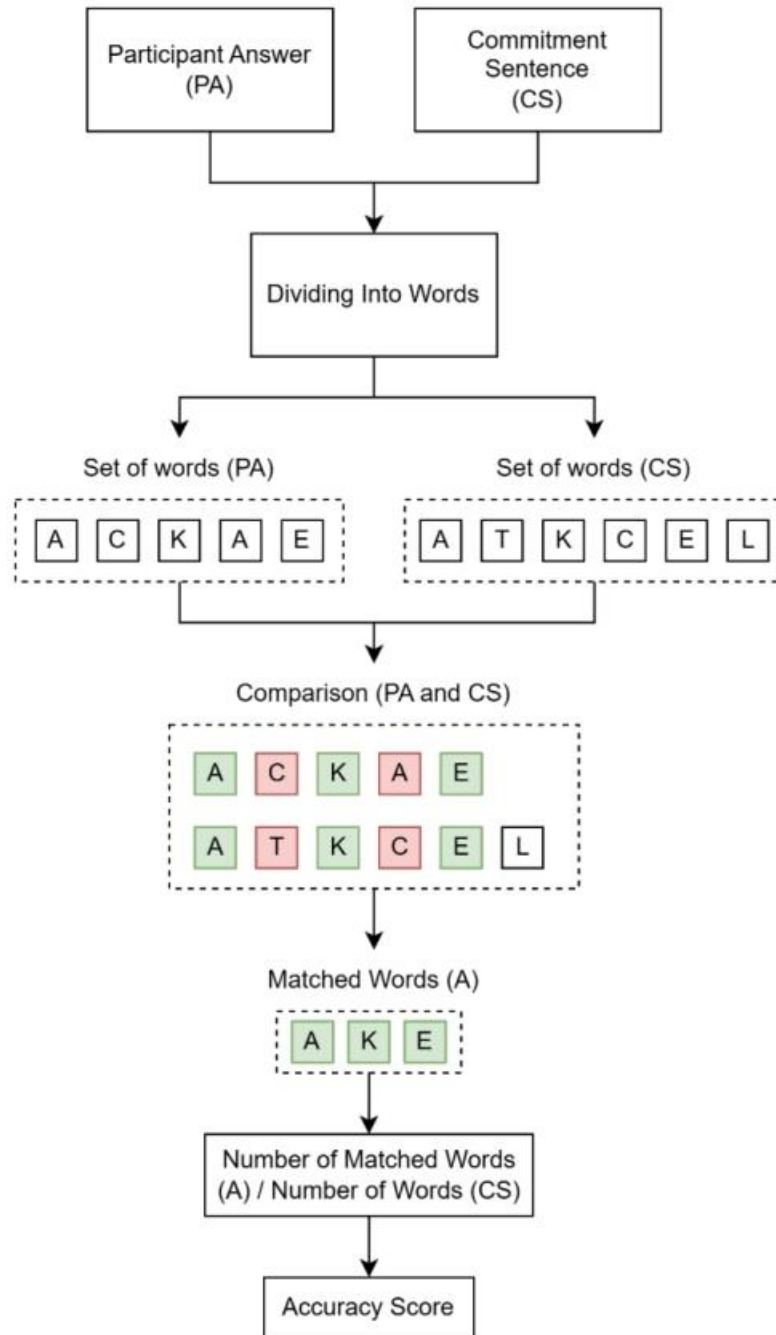 Participant Answer
(PA)
Commitment
Sentence
(CS)
Dividing Into Words
Set of words (PA)
Set of words (CS)
A C K A E
A T K C E L
Comparison (PA and CS)
A C K A E
A T K C E L
Matched Words (A)
A K E
Number of Matched Words
(A) / Number of Words (CS)
Accuracy Score